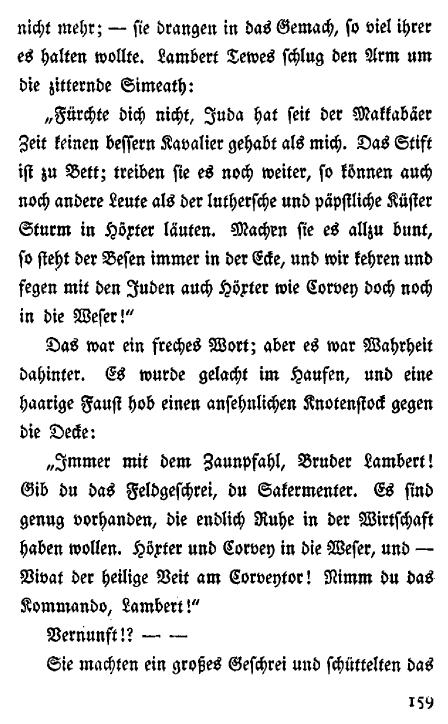 nicht mehr; — sie drangen in das Gemach, so viel ihrer
es halten wollte. Lambert Tewes schlug den Arm um
die zitternde Simeath:
„Fürchte dich nicht, Juda hat seit der Makkabäer
Zeit keinen bessern Kavalier gehabt als mich. Das Stift
ist zu Bett; treiben sie es noch weiter, so können auch
noch andere Leute als der luthersche und päpstliche Küster
Sturm in Höxter läuten. Machen sie es allzu bunt,
so steht der Besen immer in der Ecke, und wir kehren und
fegen mit den Juden auch Höxter wie Corvey doch noch
in die Weser!“
Das war ein freches Wort; aber es war Wahrheit
dahinter. Es wurde gelacht im Haufen, und eine
haarige Faust hob einen ansehnlichen Knotenstock gegen
die Decke:
„Immer mit dem Zaunpfahl, Bruder Lambert!
Gib du das Feldgeschrei, du Sakermenter. Es sind
genug vorhanden, die endlich Ruhe in der Wirtschaft
haben wollen. Höxter und Corvey in die Weser, und —
Vivat der heilige Veit am Corveytor! Nimm du das
Kommando, Lambert!“
Vernunft!? — —
Sie machten ein großes Geschrei und schüttelten das
159